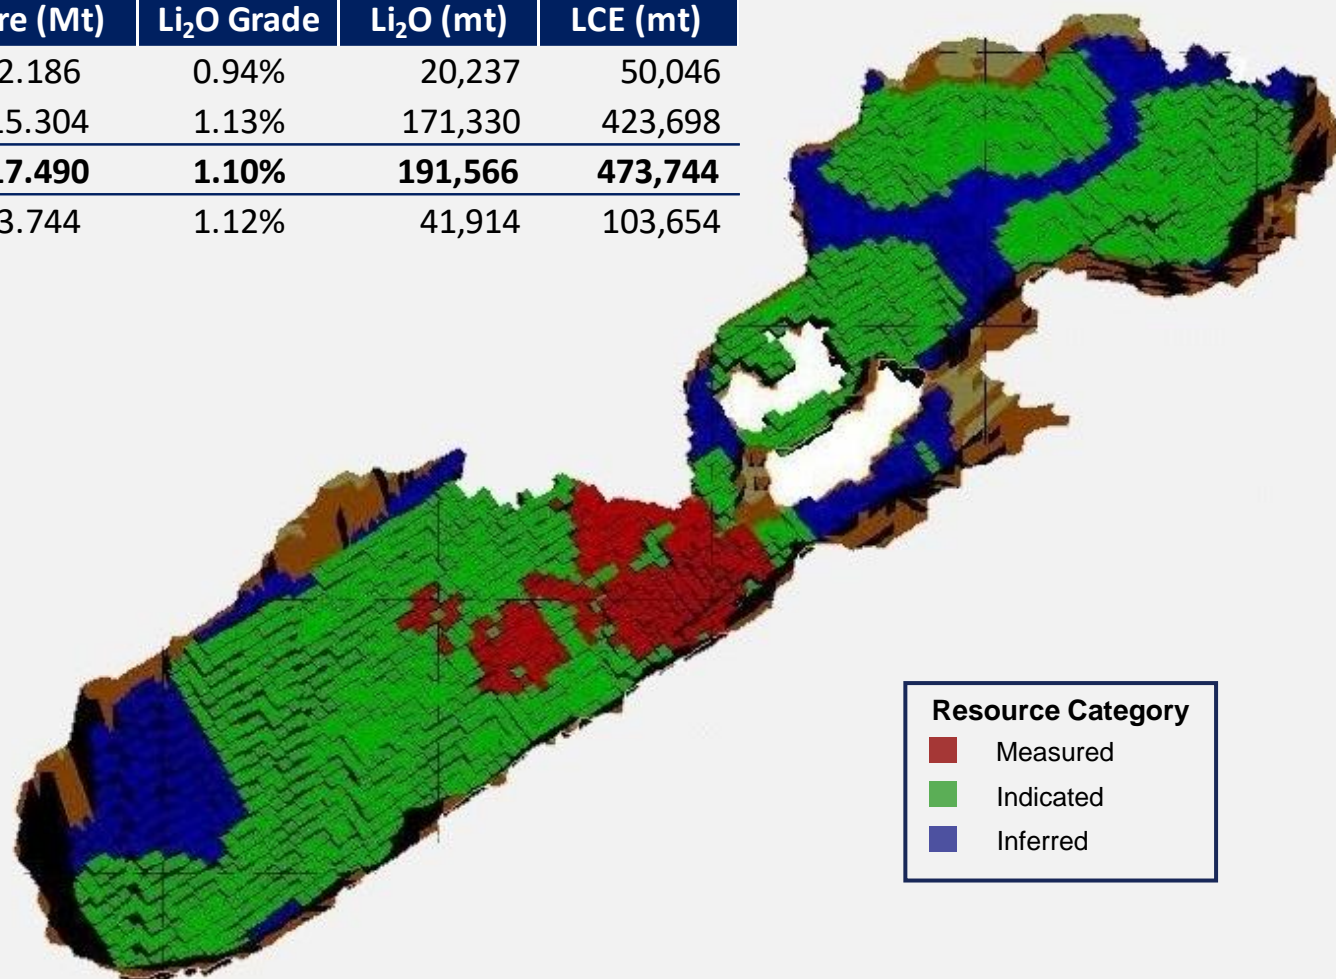 re (Mt) Li₂O Grade Li₂O (mt) LCE (mt)
2.186 0.94% 20,237 50,046
5.304 1.13% 171,330 423,698
7.490 1.10% 191,566 473,744
3.744 1.12% 41,914 103,654
Resource Category
Measured
Indicated
Inferred